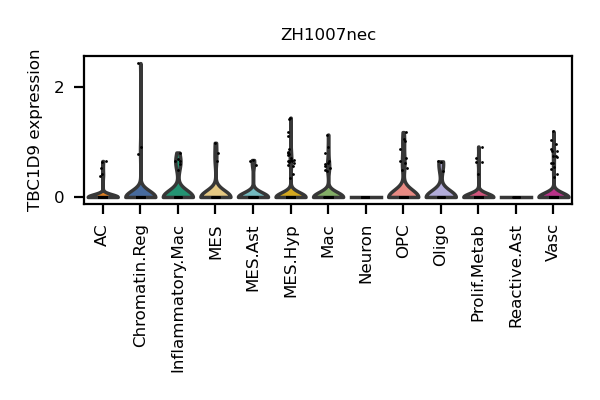 ZH1007nec
TBC1D9 expression
2
0
AC
Chromatin.Reg
Inflammatory.Mac
MES
MES.Ast
MES.Hyp
Mac
Neuron
OPC
Oligo
Prolif.Metab
Reactive.Ast
Vasc